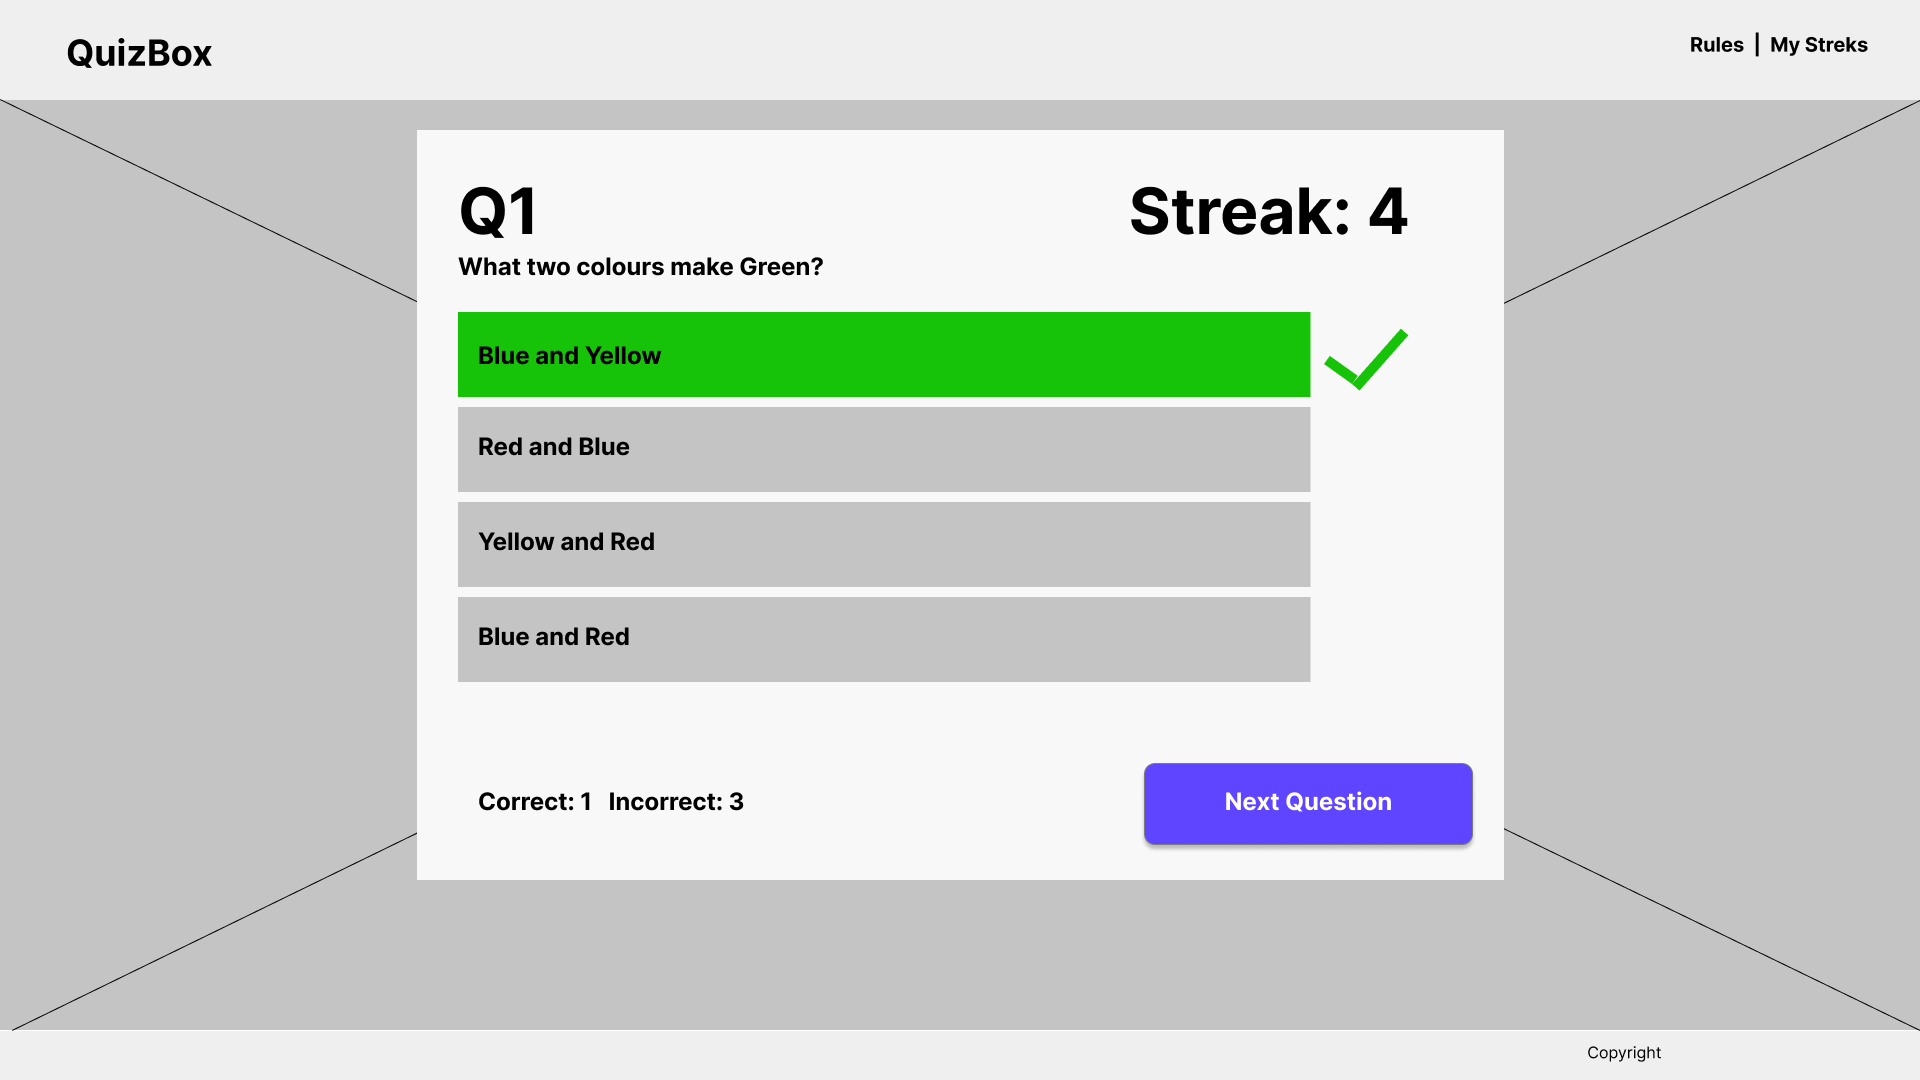 QuizBox
Rules | My Streks
Q1
Streak: 4
What two colours make Green?
Blue and Yellow
Red and Blue
Yellow and Red
Blue and Red
Correct: 1 Incorrect: 3
Next Question
Copyright